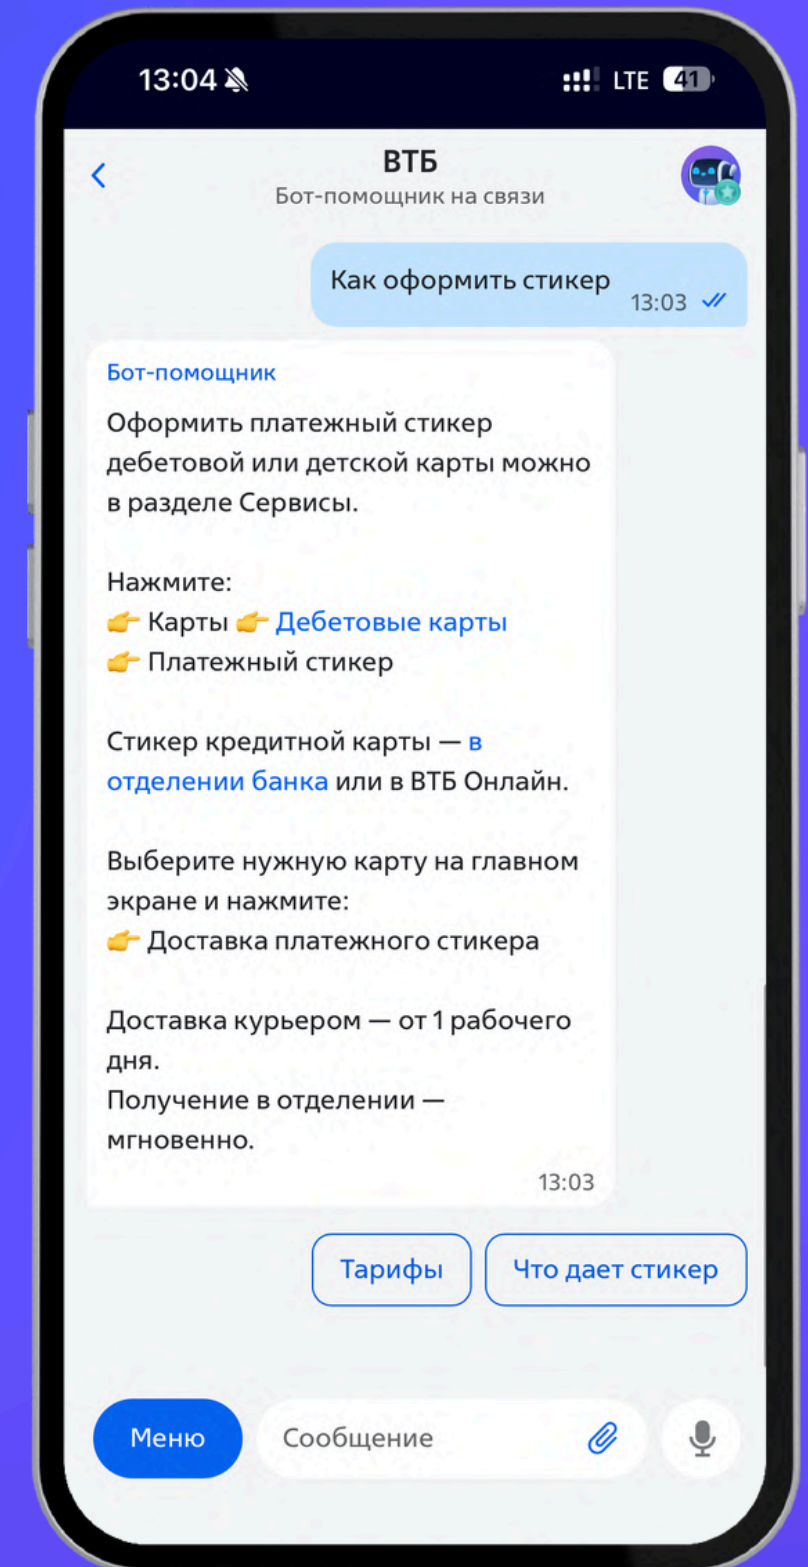 13:04 LTE 41
ВТБ
Бот-помощник на связи
Как оформить стикер
13:03
Бот-помощник
Оформить платежный стикер
дебетовой или детской карты можно
в разделе Сервисы.
Нажмите:
👉 Карты 👉 Дебетовые карты
👉 Платежный стикер
Стикер кредитной карты — в
отделении банка или в ВТБ Онлайн.
Выберите нужную карту на главном
экране и нажмите:
👉 Доставка платежного стикера
Доставка курьером — от 1 рабочего
дня.
Получение в отделении —
мгновенно.
13:03
Тарифы Что дает стикер
Меню Сообщение